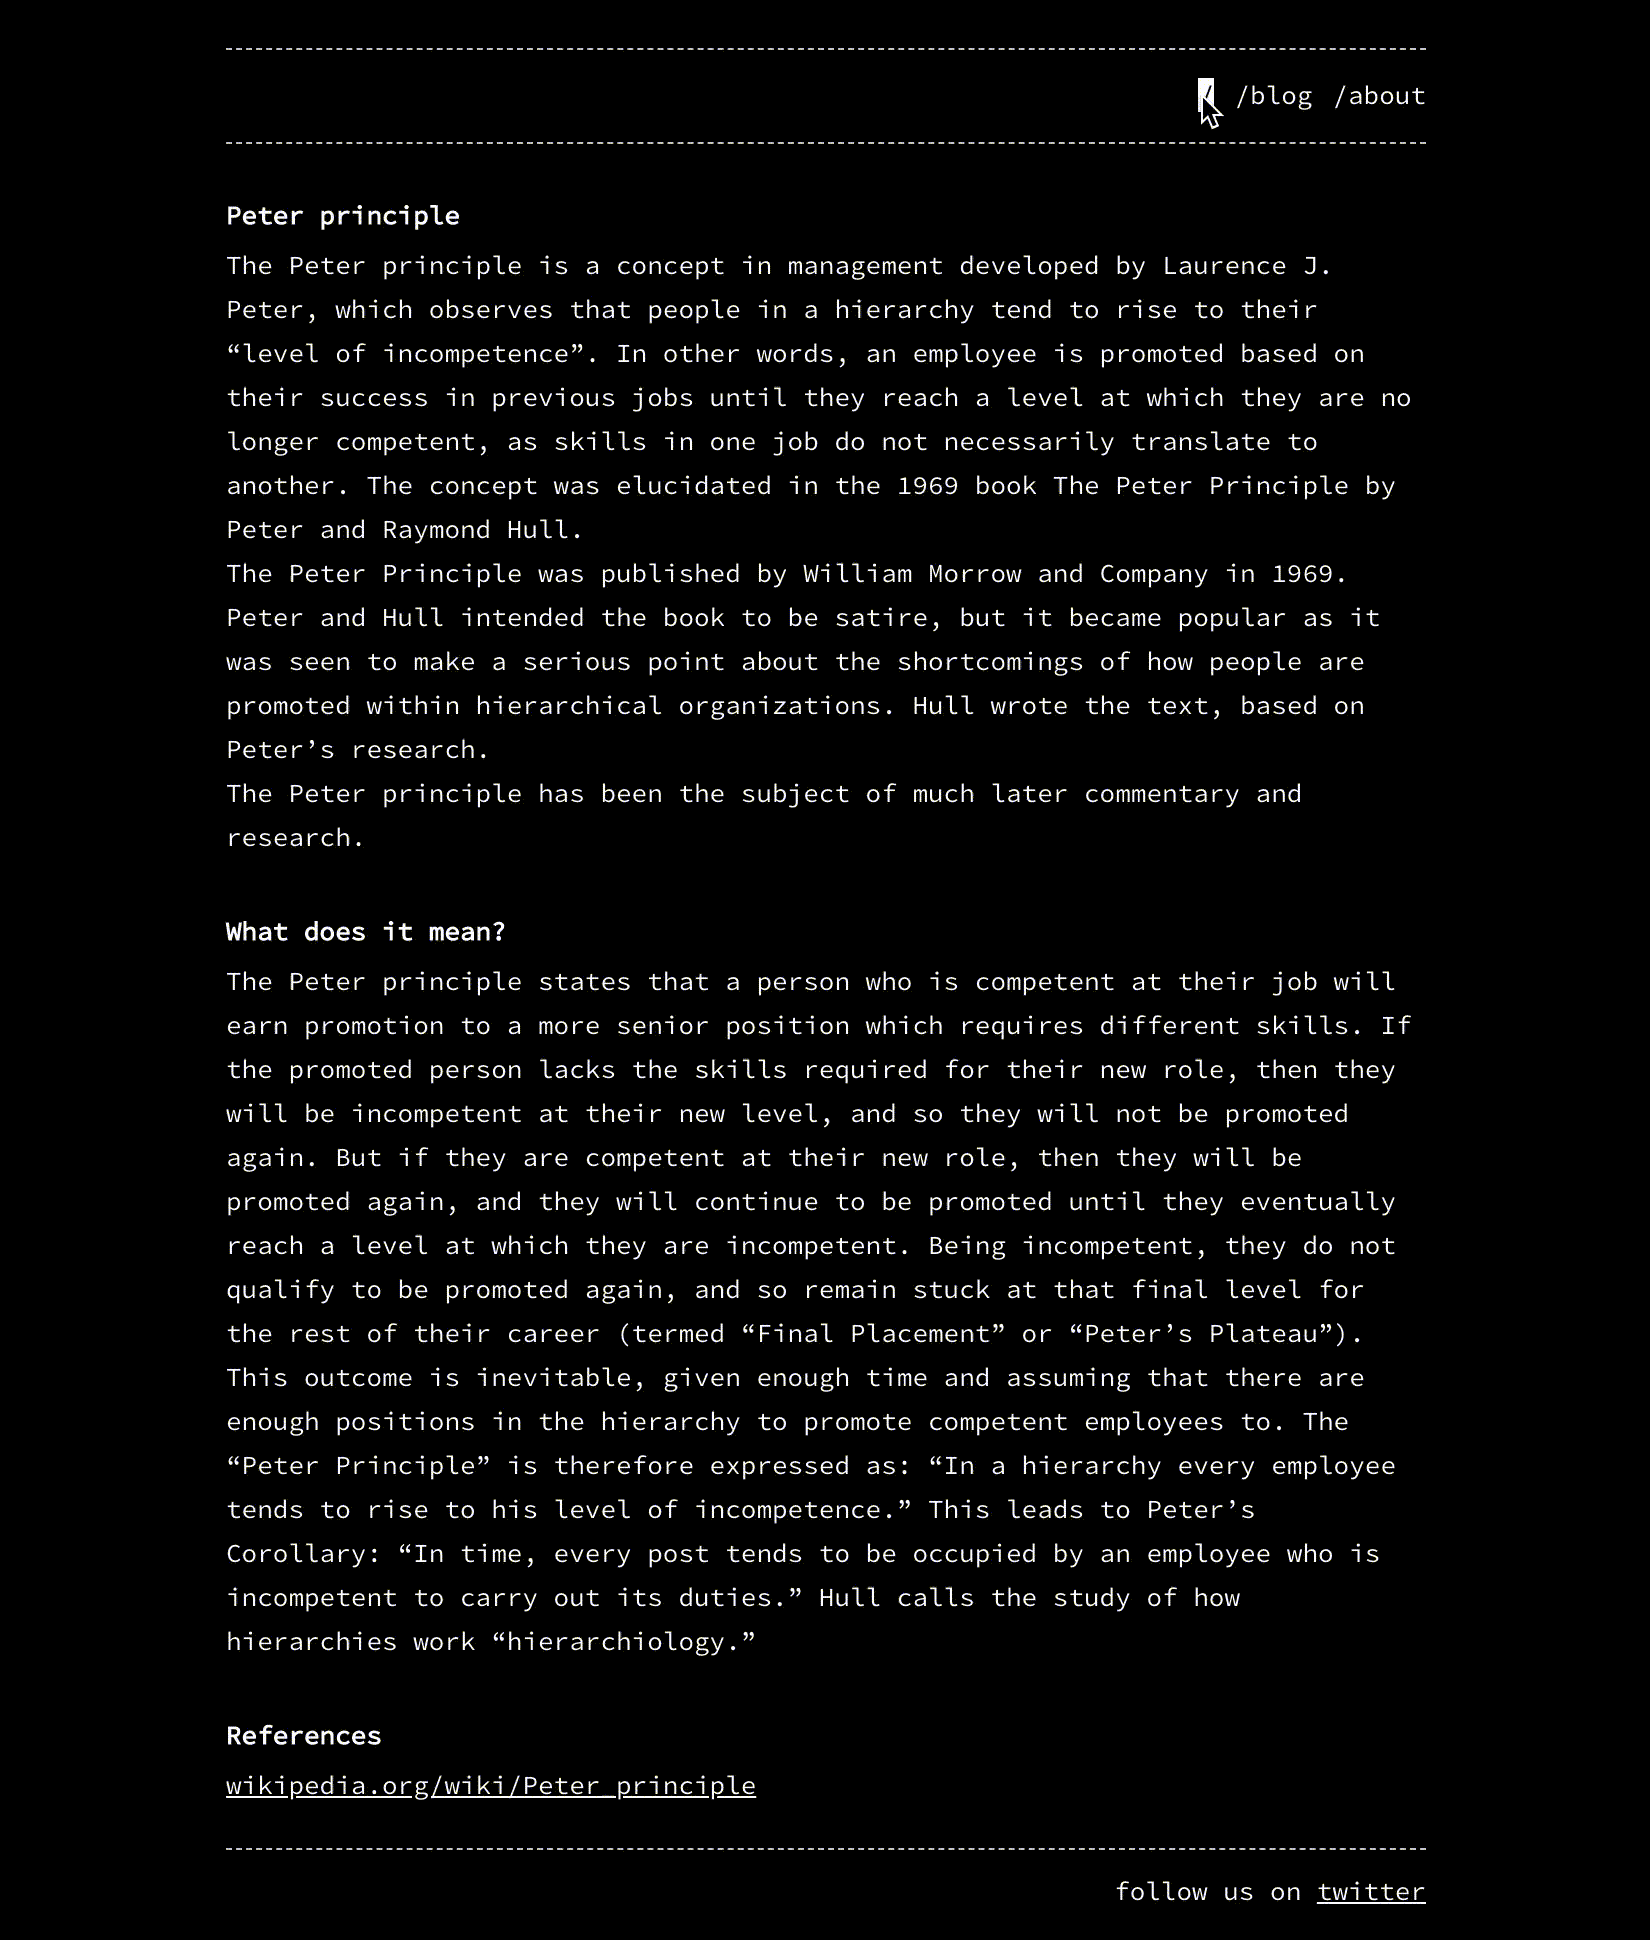 / /blog /about
Peter principle
The Peter principle is a concept in management developed by Laurence J.
Peter, which observes that people in a hierarchy tend to rise to their
“level of incompetence”. In other words, an employee is promoted based on
their success in previous jobs until they reach a level at which they are no
longer competent, as skills in one job do not necessarily translate to
another. The concept was elucidated in the 1969 book The Peter Principle by
Peter and Raymond Hull.
The Peter Principle was published by William Morrow and Company in 1969.
Peter and Hull intended the book to be satire, but it became popular as it
was seen to make a serious point about the shortcomings of how people are
promoted within hierarchical organizations. Hull wrote the text, based on
Peter’s research.
The Peter principle has been the subject of much later commentary and
research.
What does it mean?
The Peter principle states that a person who is competent at their job will
earn promotion to a more senior position which requires different skills. If
the promoted person lacks the skills required for their new role, then they
will be incompetent at their new level, and so they will not be promoted
again. But if they are competent at their new role, then they will be
promoted again, and they will continue to be promoted until they eventually
reach a level at which they are incompetent. Being incompetent, they do not
qualify to be promoted again, and so remain stuck at that final level for
the rest of their career (termed “Final Placement” or “Peter’s Plateau”).
This outcome is inevitable, given enough time and assuming that there are
enough positions in the hierarchy to promote competent employees to. The
“Peter Principle” is therefore expressed as: “In a hierarchy every employee
tends to rise to his level of incompetence.” This leads to Peter’s
Corollary: “In time, every post tends to be occupied by an employee who is
incompetent to carry out its duties.” Hull calls the study of how
hierarchies work “hierarchiology.”
References
wikipedia.org/wiki/Peter_principle
follow us on twitter